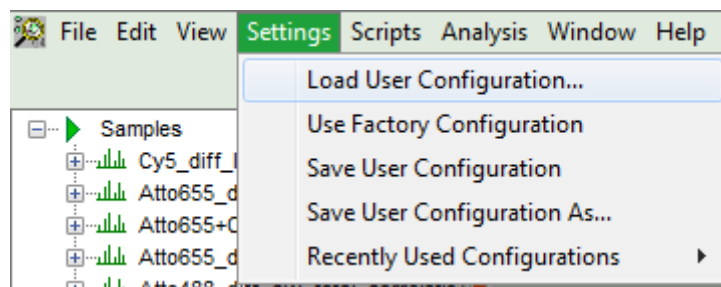 File Edit View Settings Scripts Analysis Window Help
Load User Configuration...
Samples
Use Factory Configuration
Cy5_diff_
Save User Configuration
Atto655_d
Save User Configuration As...
Atto655+C
Atto655_d
Recently Used Configurations